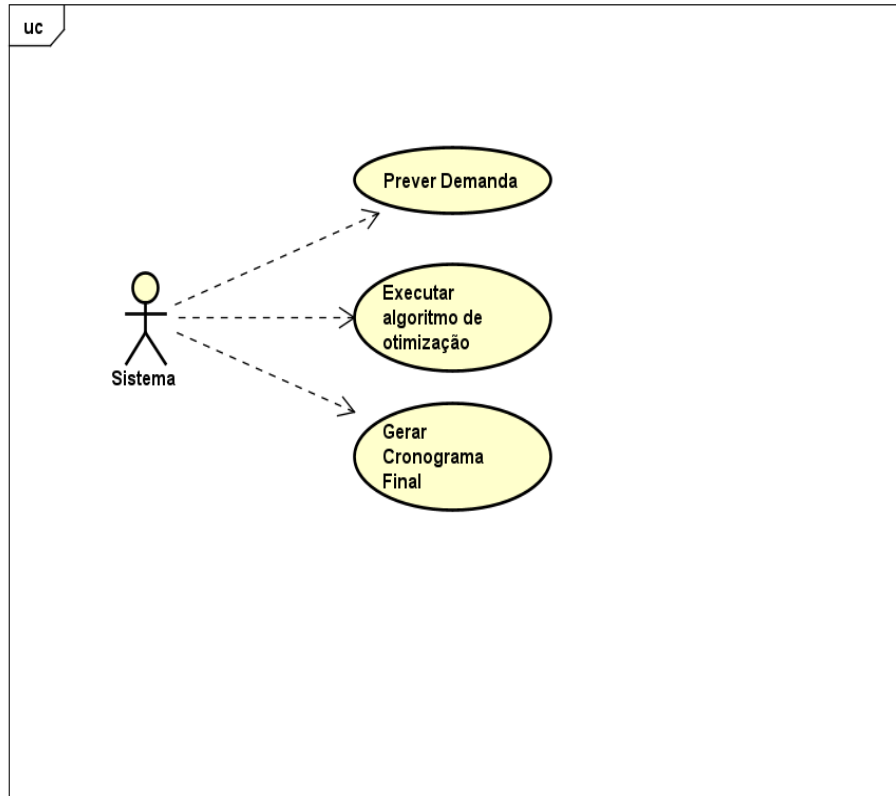 uc
Prever Demanda
Executar
algoritmo de
otimização
Sistema
Gerar
Cronograma
Final